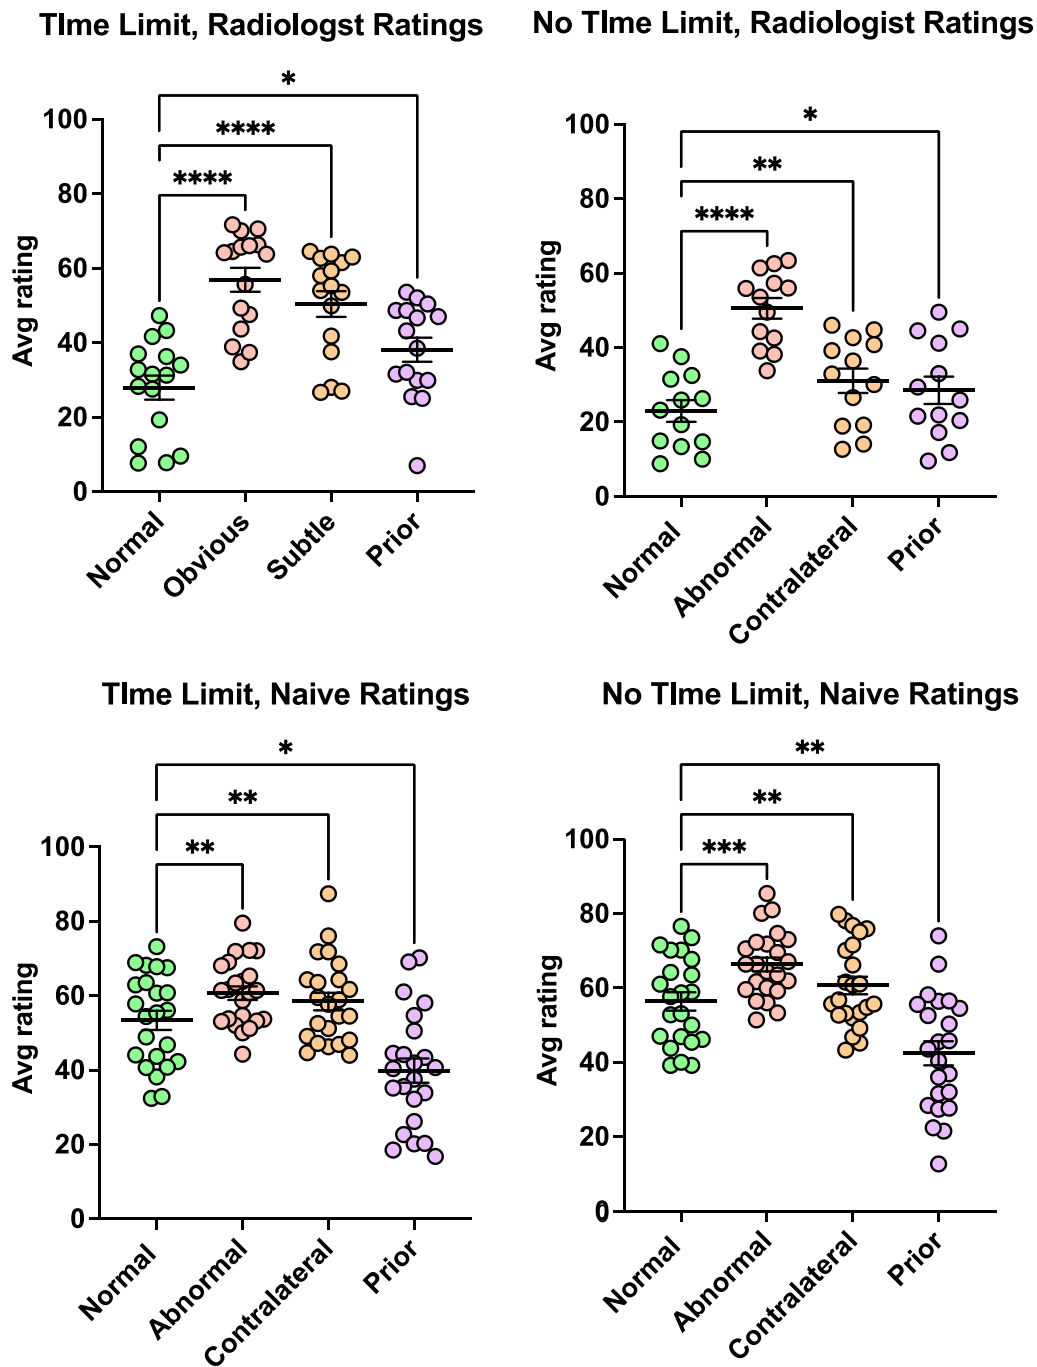 TIme Limit, Radiologst Ratings
*
****
****
Avg rating
100
80
60
40
20
0
Normal
Obvious
Subtle
Prior
No TIme Limit, Radiologist Ratings
*
**
****
Avg rating
100
80
60
40
20
0
Normal
Abnormal
Contralateral
Prior
TIme Limit, Naive Ratings
*
**
**
Avg rating
100
80
60
40
20
0
Normal
Abnormal
Contralateral
Prior
No TIme Limit, Naive Ratings
**
**
***
Avg rating
100
80
60
40
20
0
Normal
Abnormal
Contralateral
Prior